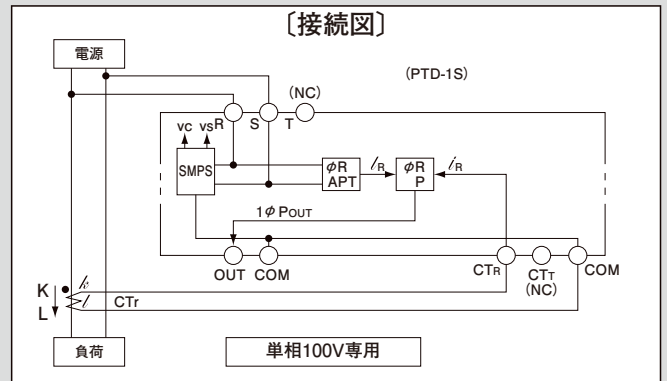 〔接続図〕
電源
(PTD-1S)
(NC)
R
S
T
vc
vs
SMPS
φR
APT
lR
φR
P
iR
1φ POUT
OUT
COM
CTR
CTT
(NC)
COM
K
k
L
l
CTr
負荷
単相100V専用